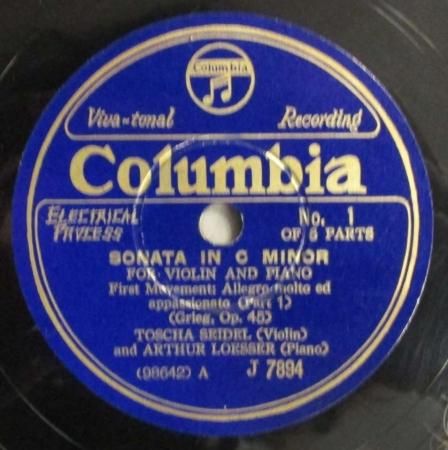 Columbia
Viva-tonal Recording
Columbia
ELECTRICAL
PROCESS
No. 1
OF 6 PARTS
SONATA IN C MINOR
FOR VIOLIN AND PIANO
First Movement: Allegro molto ed
appassionato (Part 1)
(Grieg, Op. 45)
TOSCHA SEIDEL (Violin)
and ARTHUR LOESSER (Piano)
(98642) A J 7894